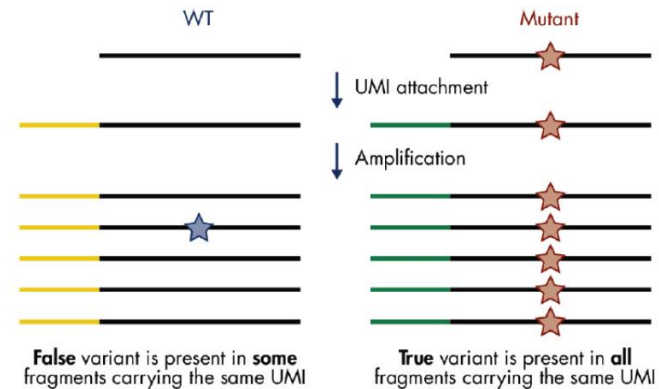 WT
Mutant
UMI attachment
Amplification
False variant is present in some
fragments carrying the same UMI
True variant is present in all
fragments carrying the same UMI